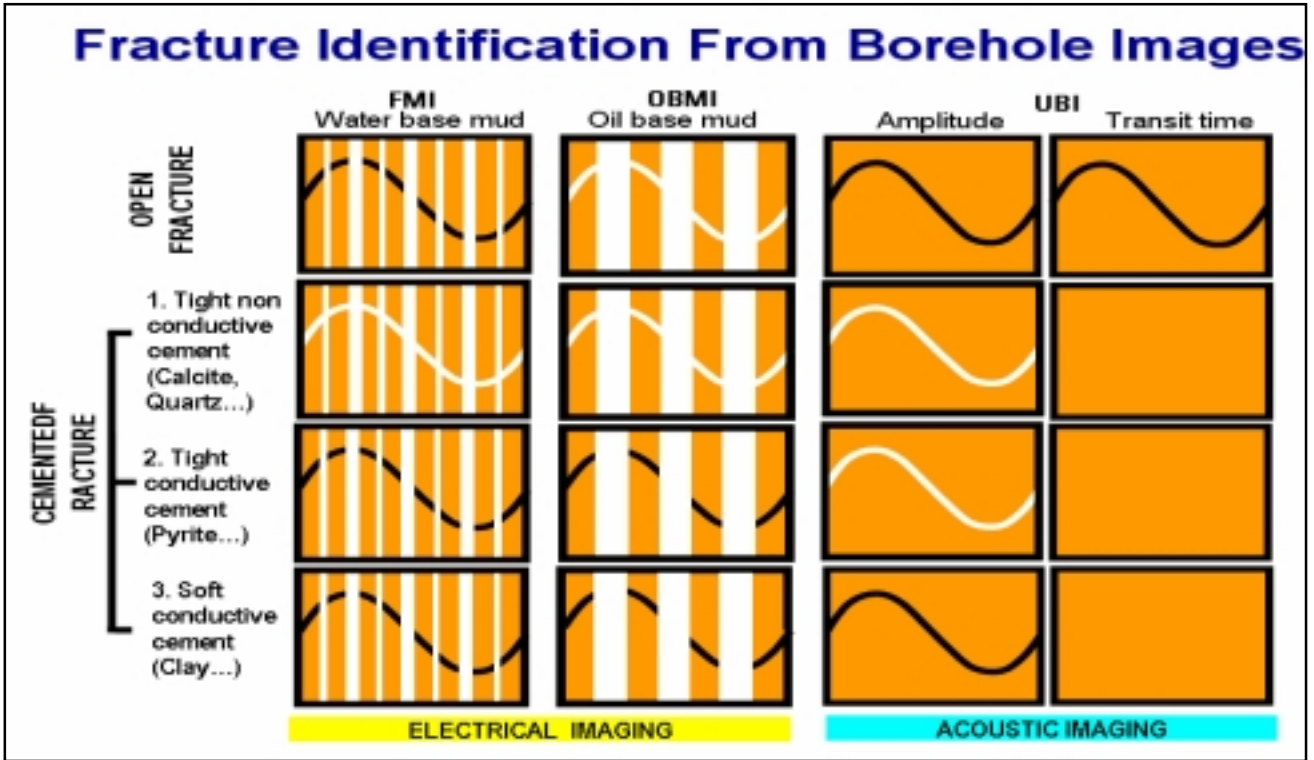 Fracture Identification From Borehole Images
FMI
Water base mud
OBMI
Oil base mud
UBI
Amplitude
Transit time
OPEN
FRACTURE
CEMENTEDF
RACTURE
1. Tight non
conductive
cement
(Calcite,
Quartz...)
2. Tight
conductive
cement
(Pyrite...)
3. Soft
conductive
cement
(Clay...)
ELECTRICAL IMAGING
ACOUSTIC IMAGING